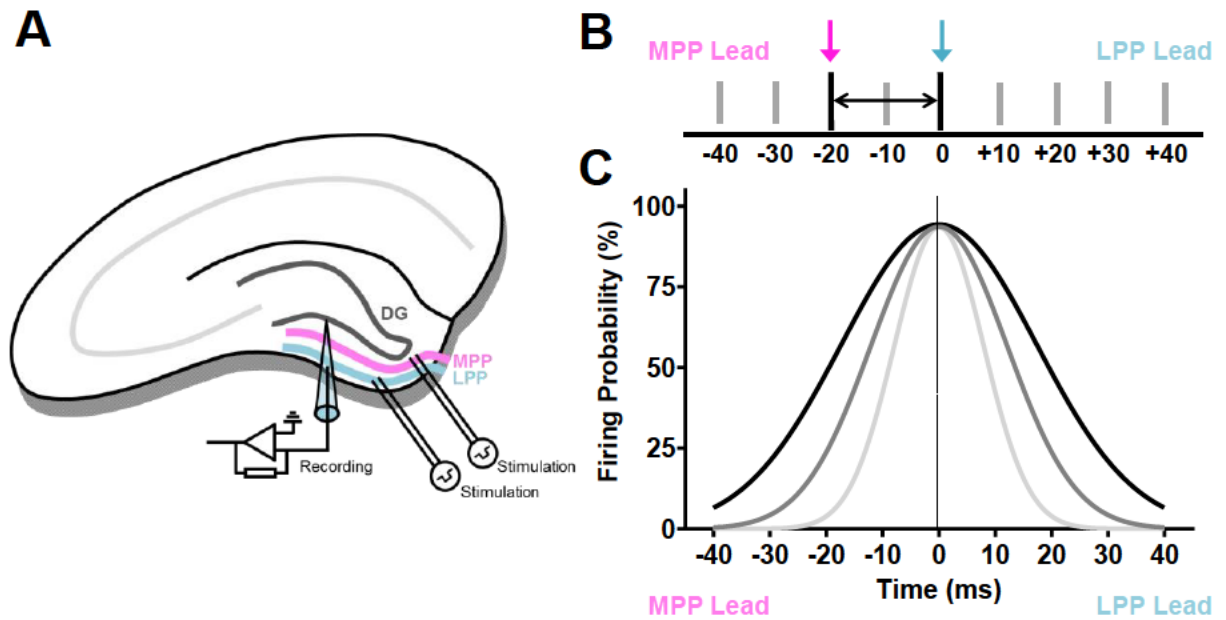 A
DG
MPP
LPP
Recording
Stimulation
Stimulation
B
MPP Lead
LPP Lead
-40 -30 -20 -10 0 +10 +20 +30 +40
C
Firing Probability (%)
100
75
50
25
0
-40 -30 -20 -10 0 10 20 30 40
Time (ms)
MPP Lead
LPP Lead